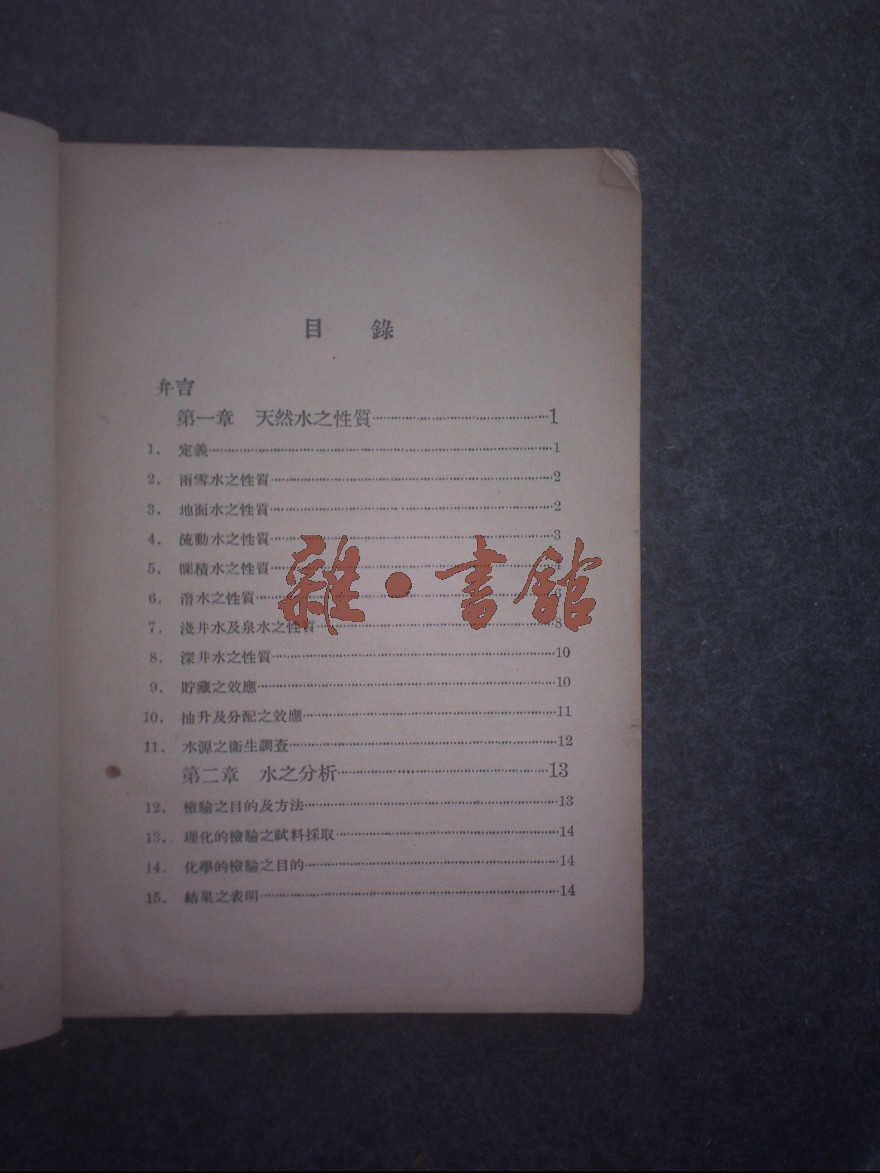 目 錄
弁言
第一章 天然水之性質 1
1. 定義 1
2. 雨雪水之性質 2
3. 地面水之性質 2
4. 流動水之性質 3
5. 積水之性質
6. 潛水之性質
7. 淺井水及泉水之性質 8
8. 深井水之性質 10
9. 貯藏之效應 10
10. 抽升及分配之效應 11
11. 水源之衞生調查 12
第二章 水之分析 13
12. 檢驗之目的及方法 13
13. 理化的檢驗之試料採取 14
14. 化學的檢驗之目的 14
15. 結果之表明 14
雜·書館